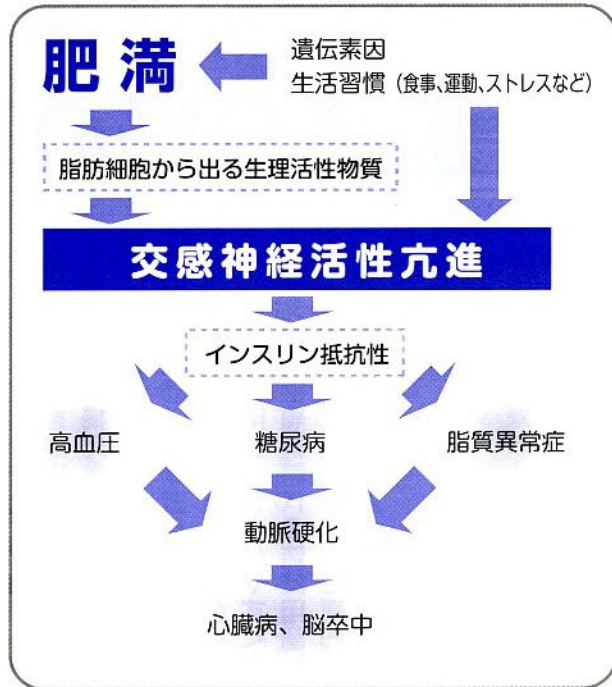 肥満
遺伝素因
生活習慣（食事、運動、ストレスなど）
脂肪細胞から出る生理活性物質
交感神経活性亢進
インスリン抵抗性
高血圧
糖尿病
脂質異常症
動脈硬化
心臓病、脳卒中